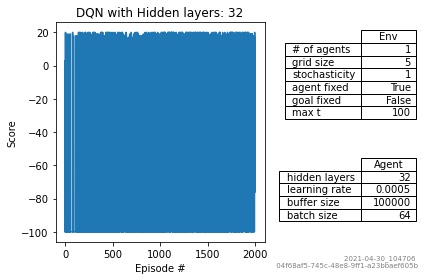 DQN with Hidden layers: 32
20
0
−20
−40
−60
−80
−100
Score
0
500
1000
1500
2000
Episode #
Env
# of agents 1
grid size 5
stochasticity 1
agent fixed True
goal fixed False
max t 100
Agent
hidden layers 32
learning rate 0.0005
buffer size 100000
batch size 64
2021-04-30_104706
04f68af5-745c-48e8-9ff1-a23bbaef605b